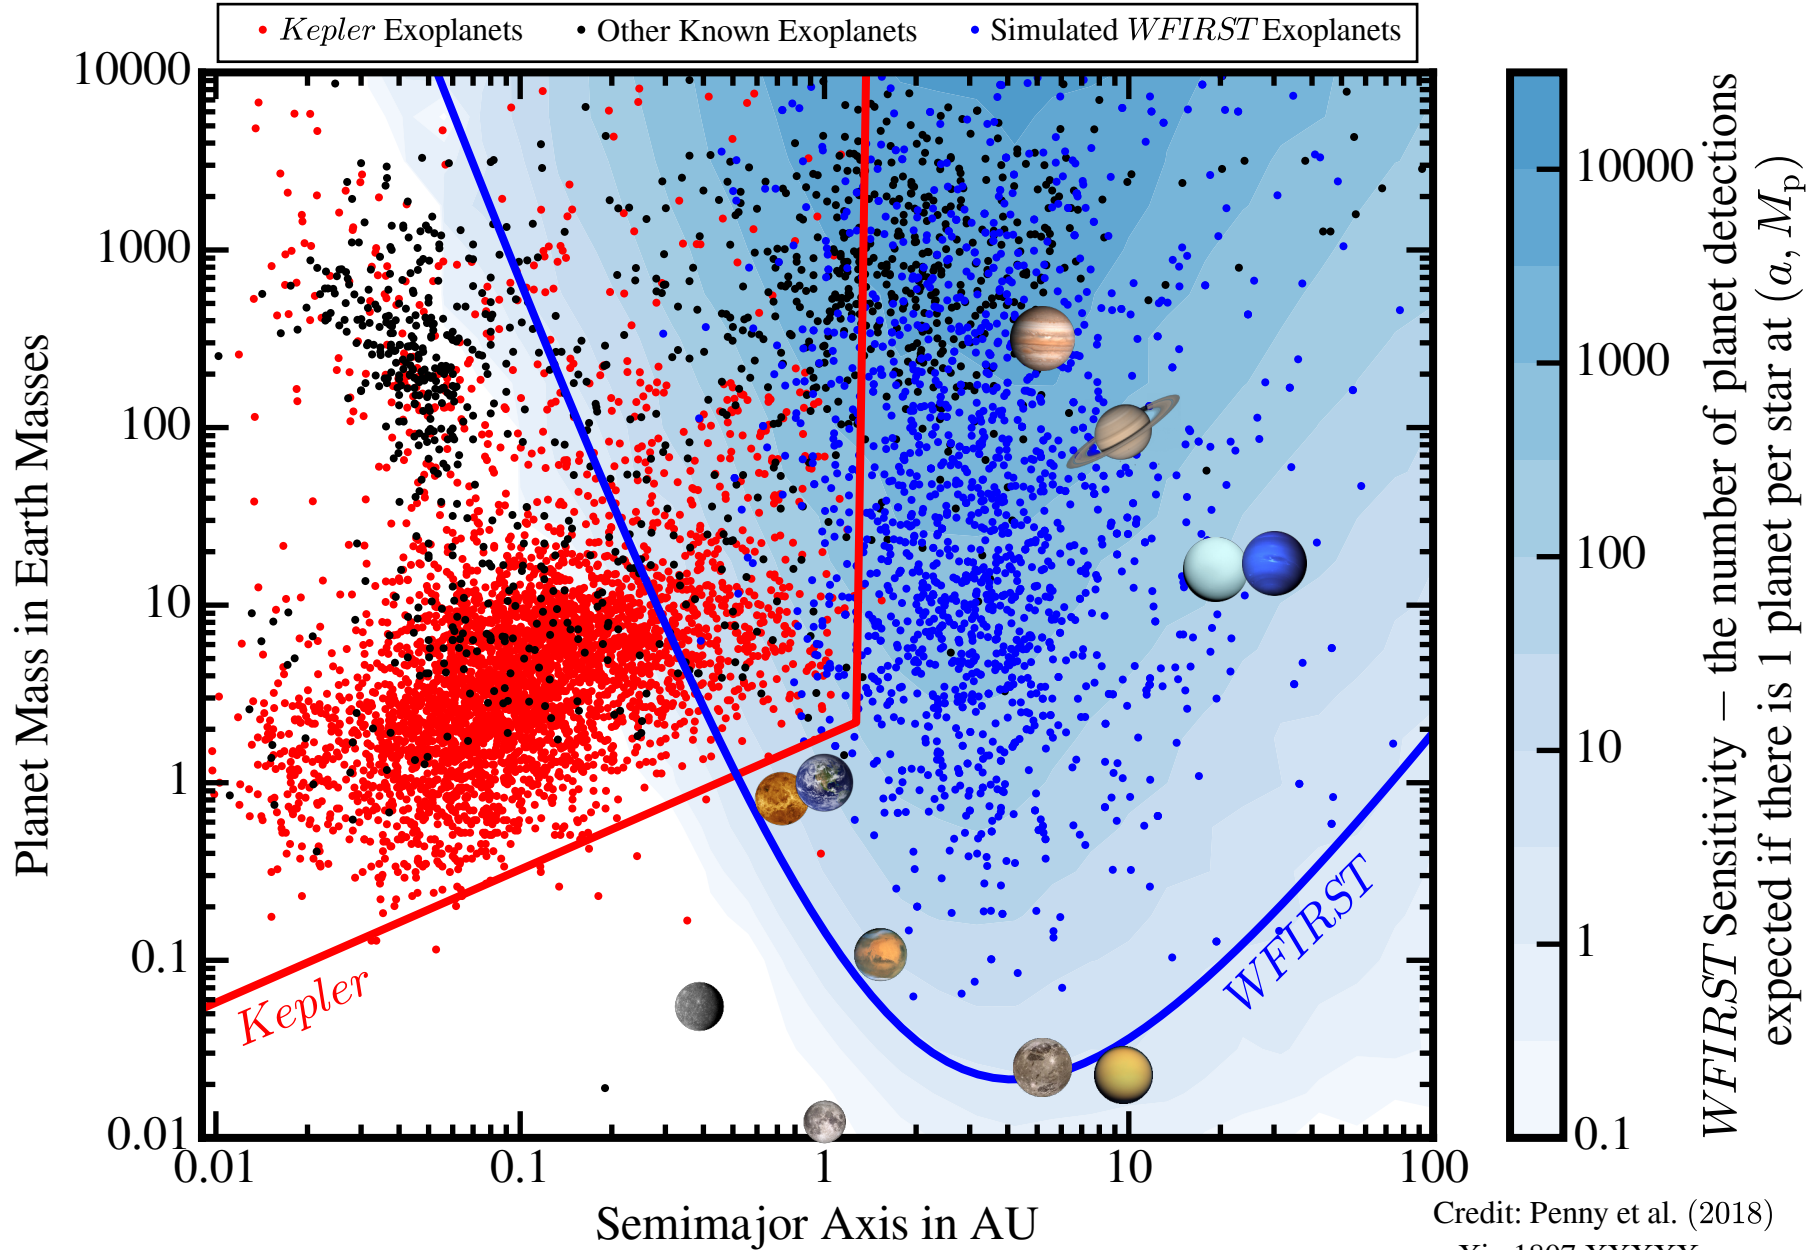 Kepler Exoplanets
Other Known Exoplanets
Simulated WFIRST Exoplanets
10000
1000
100
10
1
0.1
0.01
Planet Mass in Earth Masses
0.01
0.1
1
10
100
Semimajor Axis in AU
Kepler
WFIRST
10000
1000
100
10
1
0.1
WFIRST Sensitivity – the number of planet detections
expected if there is 1 planet per star at (a, Mp)
Credit: Penny et al. (2018)